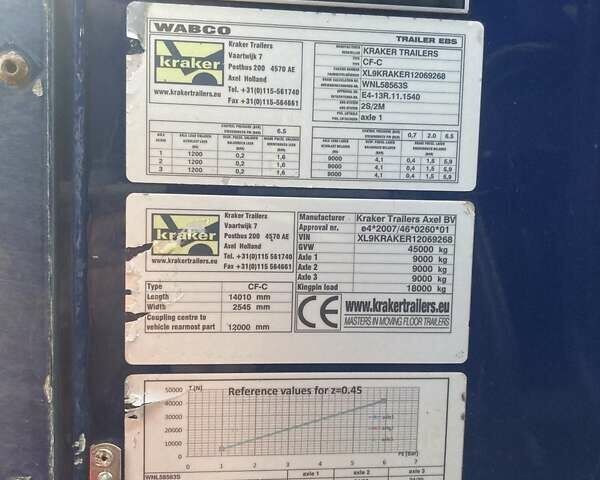 WABCO
TRAILER EBS
kraker
www.krakertrailers.eu
Kraker Trailers
Vaartwijk 7
Posthus 200 4570 AE
Axel Holland
Tel. +31(0)115-561740
Fax +31(0)115-564661
KRAKER TRAILERS
TYPE CF-C
XL9KRAKER12069268
WNL58563S
E4-13R.11.1540
2S/2M
axle 1
6.5
0,7 2.0 6.5
1 1200 0,2 1,6 9000 4,1 0,4 1,5 5,9
2 1200 0,2 1,6 9000 4,1 0,4 1,5 5,9
3 1200 0,2 1,6 9000 4,1 0,4 1,5 5,9
kraker
www.krakertrailers.eu
Kraker Trailers
Vaartwijk 7
Posthus 200 4570 AE
Axel Holland
Tel. +31(0)115 561740
Fax +31(0)115 564661
Type CF-C
Length 14010 mm
Width 2545 mm
Coupling centre to
vehicle rearmost part 12000 mm
Manufacturer Kraker Trailers Axel BV
Approval nr. e4*2007/46*0260*01
VIN XL9KRAKER12069268
GVW 45000 kg
Axle 1 9000 kg
Axle 2 9000 kg
Axle 3 9000 kg
Kingpin load 18000 kg
CE
www.krakertrailers.eu
MASTERS IN MOVING FLOOR TRAILERS
T (N)
Reference values for z=0.45
50000
40000
30000
20000
10000
0
0 1 2 3 4 5 6 7
WNL58563S
axle 1 axle 2 axle 3